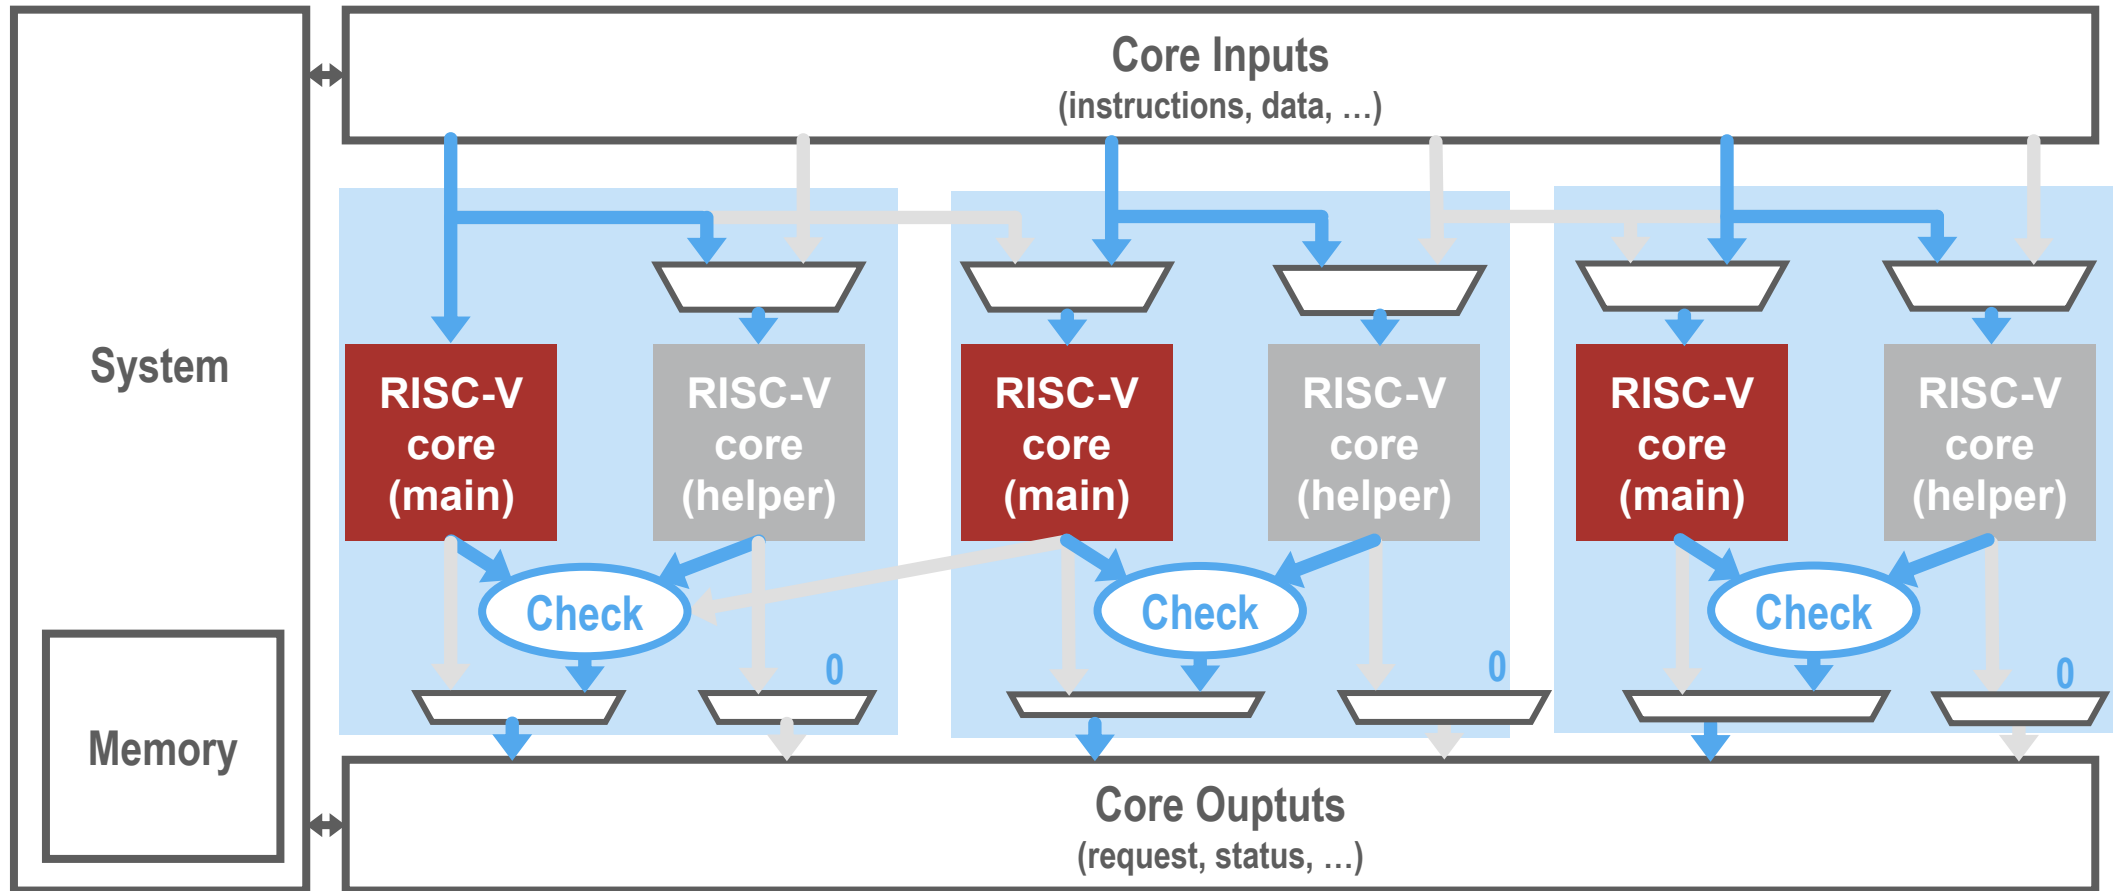 Core Inputs
(instructions, data, …)
System
Memory
RISC-V
core
(main)
RISC-V
core
(helper)
RISC-V
core
(main)
RISC-V
core
(helper)
RISC-V
core
(main)
RISC-V
core
(helper)
Check
0
Check
0
Check
0
Core Ouptuts
(request, status, …)